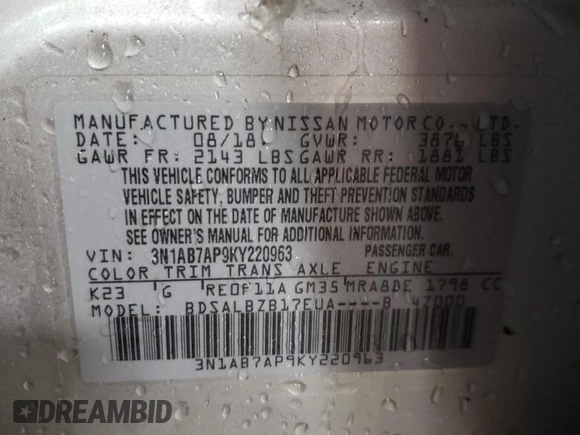 MANUFACTURED BY NISSAN MOTOR CO., LTD.
DATE: 08/18 GVWR: 3876 LBS
GAWR FR: 2143 LBS GAWR RR: 1881 LBS
THIS VEHICLE CONFORMS TO ALL APPLICABLE FEDERAL MOTOR
VEHICLE SAFETY, BUMPER AND THEFT PREVENTION STANDARDS
IN EFFECT ON THE DATE OF MANUFACTURE SHOWN ABOVE.
SEE OWNER'S MANUAL FOR ADDITIONAL INFORMATION.
VIN: 3N1AB7AP9KY220963 PASSENGER CAR.
COLOR TRIM TRANS AXLE ENGINE
K23 G RE0F11A GM35 MRA8DE 1798 CC
MODEL: BDSALBZB17EUA----B 47000
3N1AB7AP9KY220963
DREAMBID